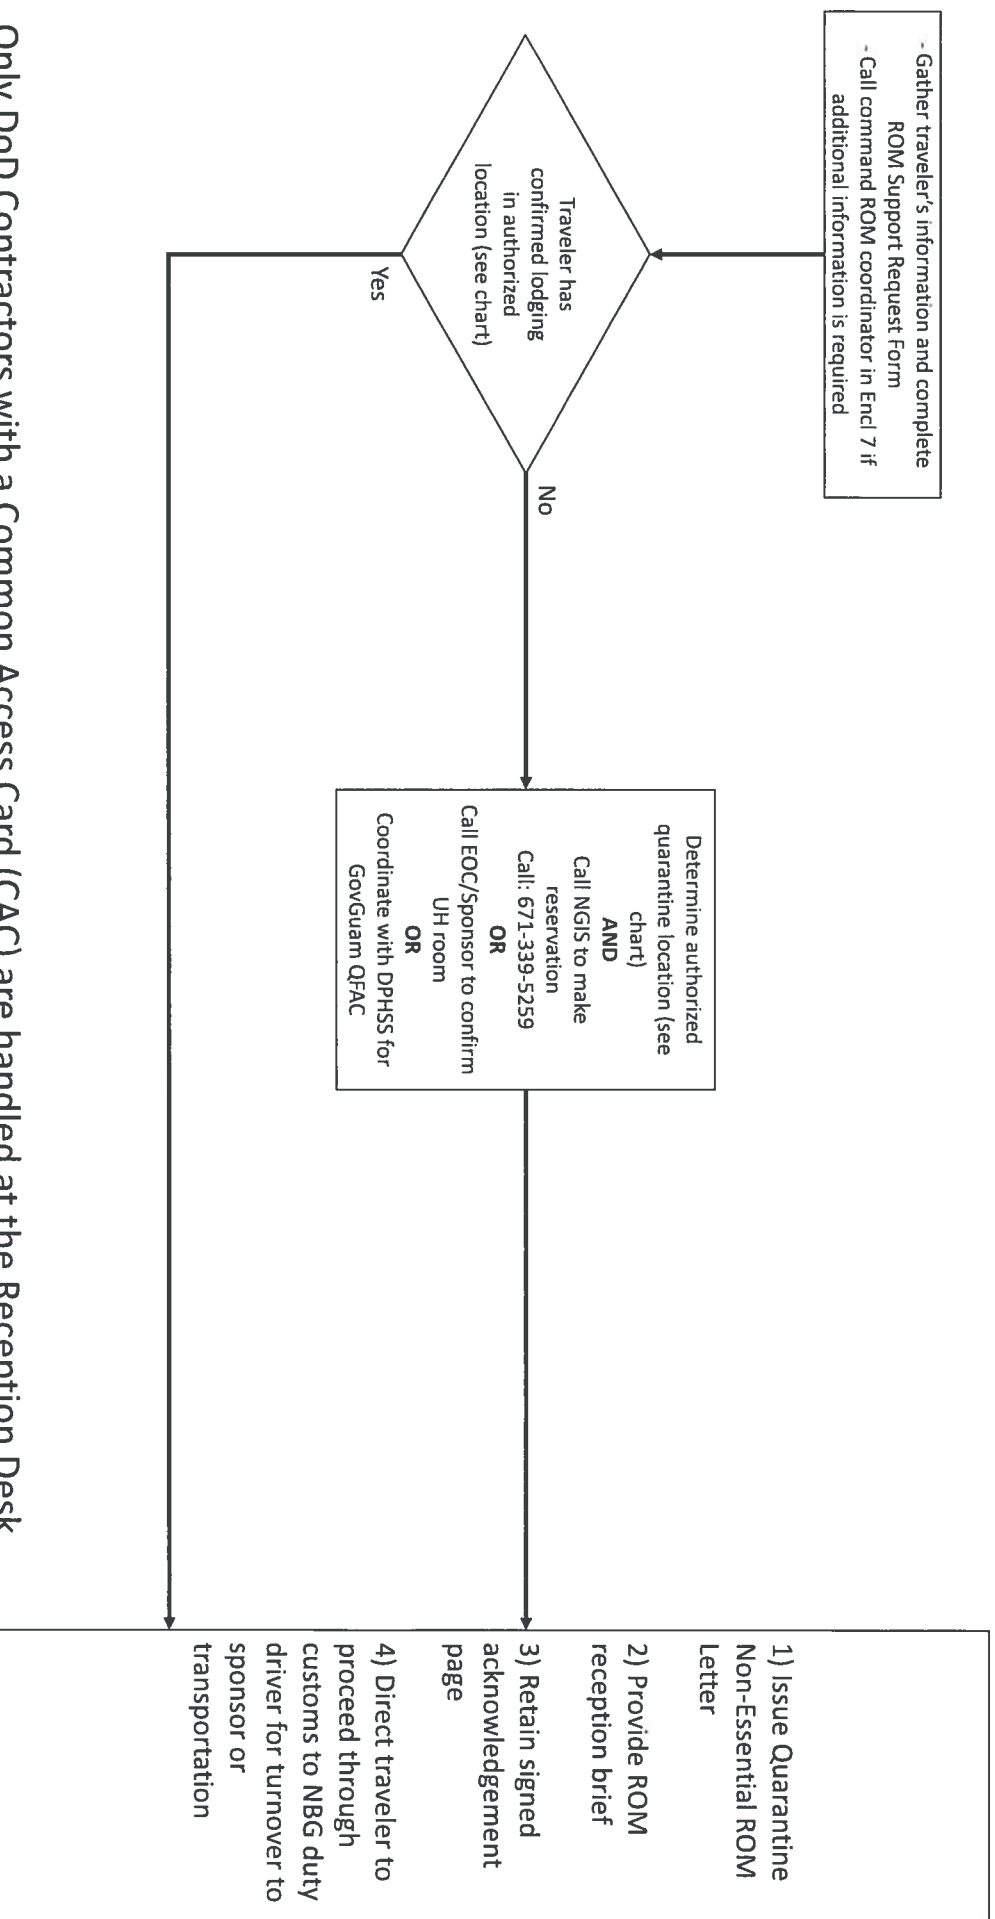 - Gather traveler's information and complete
ROM Support Request Form
- Call command ROM coordinator in Encl 7 if
additional information is required
Traveler has
confirmed lodging
in authorized
location (see chart)
Yes
No
Determine authorized
quarantine location (see
chart)
AND
Call NGIS to make
reservation
Call: 671-339-5259
OR
Call EOC/Sponsor to confirm
UH room
OR
Coordinate with DPHSS for
GovGuam QFAC
1) Issue Quarantine
Non-Essential ROM
Letter
2) Provide ROM
reception brief
3) Retain signed
acknowledgement
page
4) Direct traveler to
proceed through
customs to NBG duty
driver for turnover to
sponsor or
transportation
Only DoD Contractors with a Common Access Card (CAC) are handled at the Reception Desk